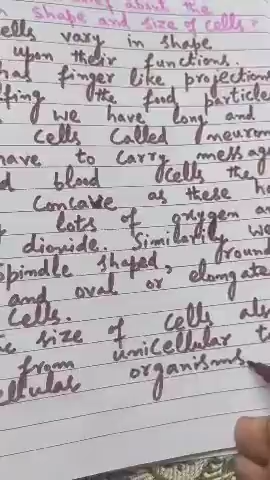 about the
shape and size of cells?
ells vary in shape
upon their functions.
has finger like projection
fing the food particle
we have long and
cells called neuron
have to carry messag
d blood cells the
concave as these h
lots of oxygen a
dioxide. Similarly we
spindle shaped, round
and oval or elongate
cells.
size of cells als
from unicellular t
ellular organisms.